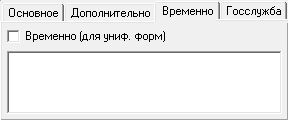 Основное Дополнительно Временно Госслужба
Временно (для униф. форм)